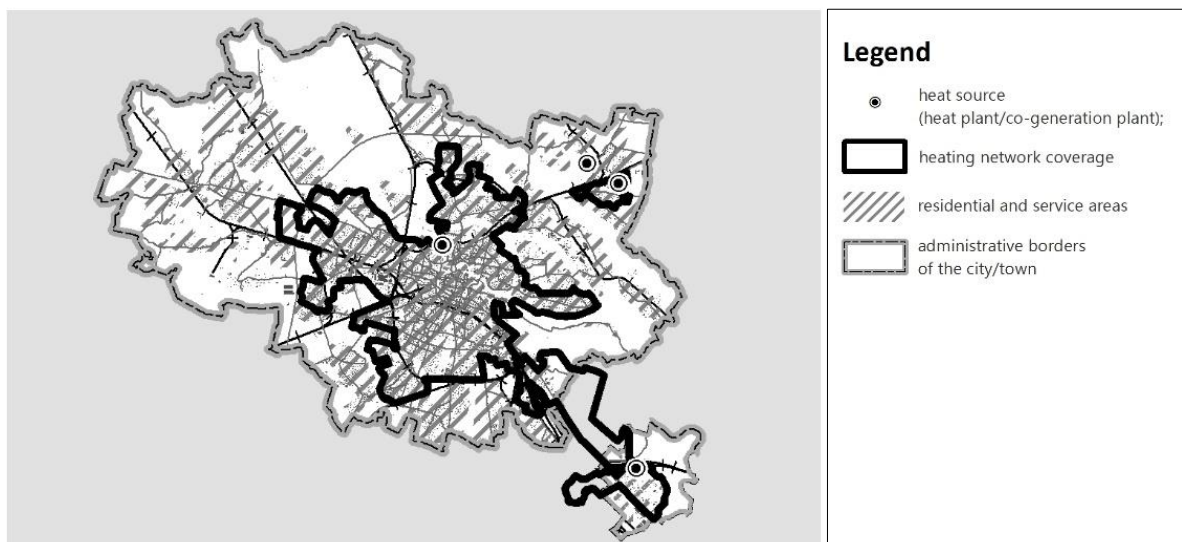 Legend
heat source
(heat plant/co-generation plant);
heating network coverage
residential and service areas
administrative borders
of the city/town